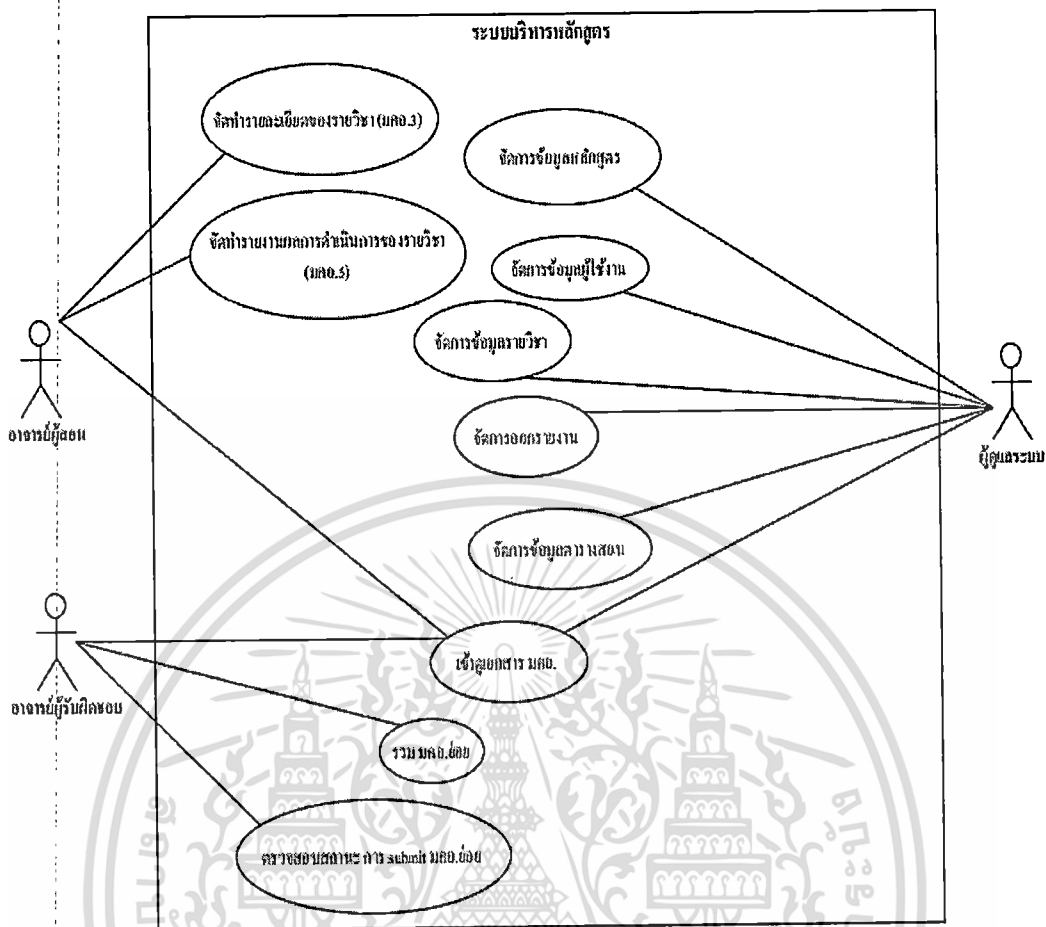 ระบบบริหารหลักสูตร
จัดทำรายละเอียดของรายวิชา (มคอ.3)
จัดการข้อมูลหลักสูตร
จัดทำรายงานผลการดำเนินการของรายวิชา
(มคอ.5)
จัดการข้อมูลผู้ใช้งาน
จัดการข้อมูลรายวิชา
อาจารย์ผู้สอน
จัดการออกรายงาน
ผู้ดูแลระบบ
จัดการข้อมูลตารางสอน
เข้าดูเอกสาร มคอ.
อาจารย์ผู้รับผิดชอบ
รวม มคอ.ย่อย
ตรวจสอบสถานะ การ submit มคอ.ย่อย